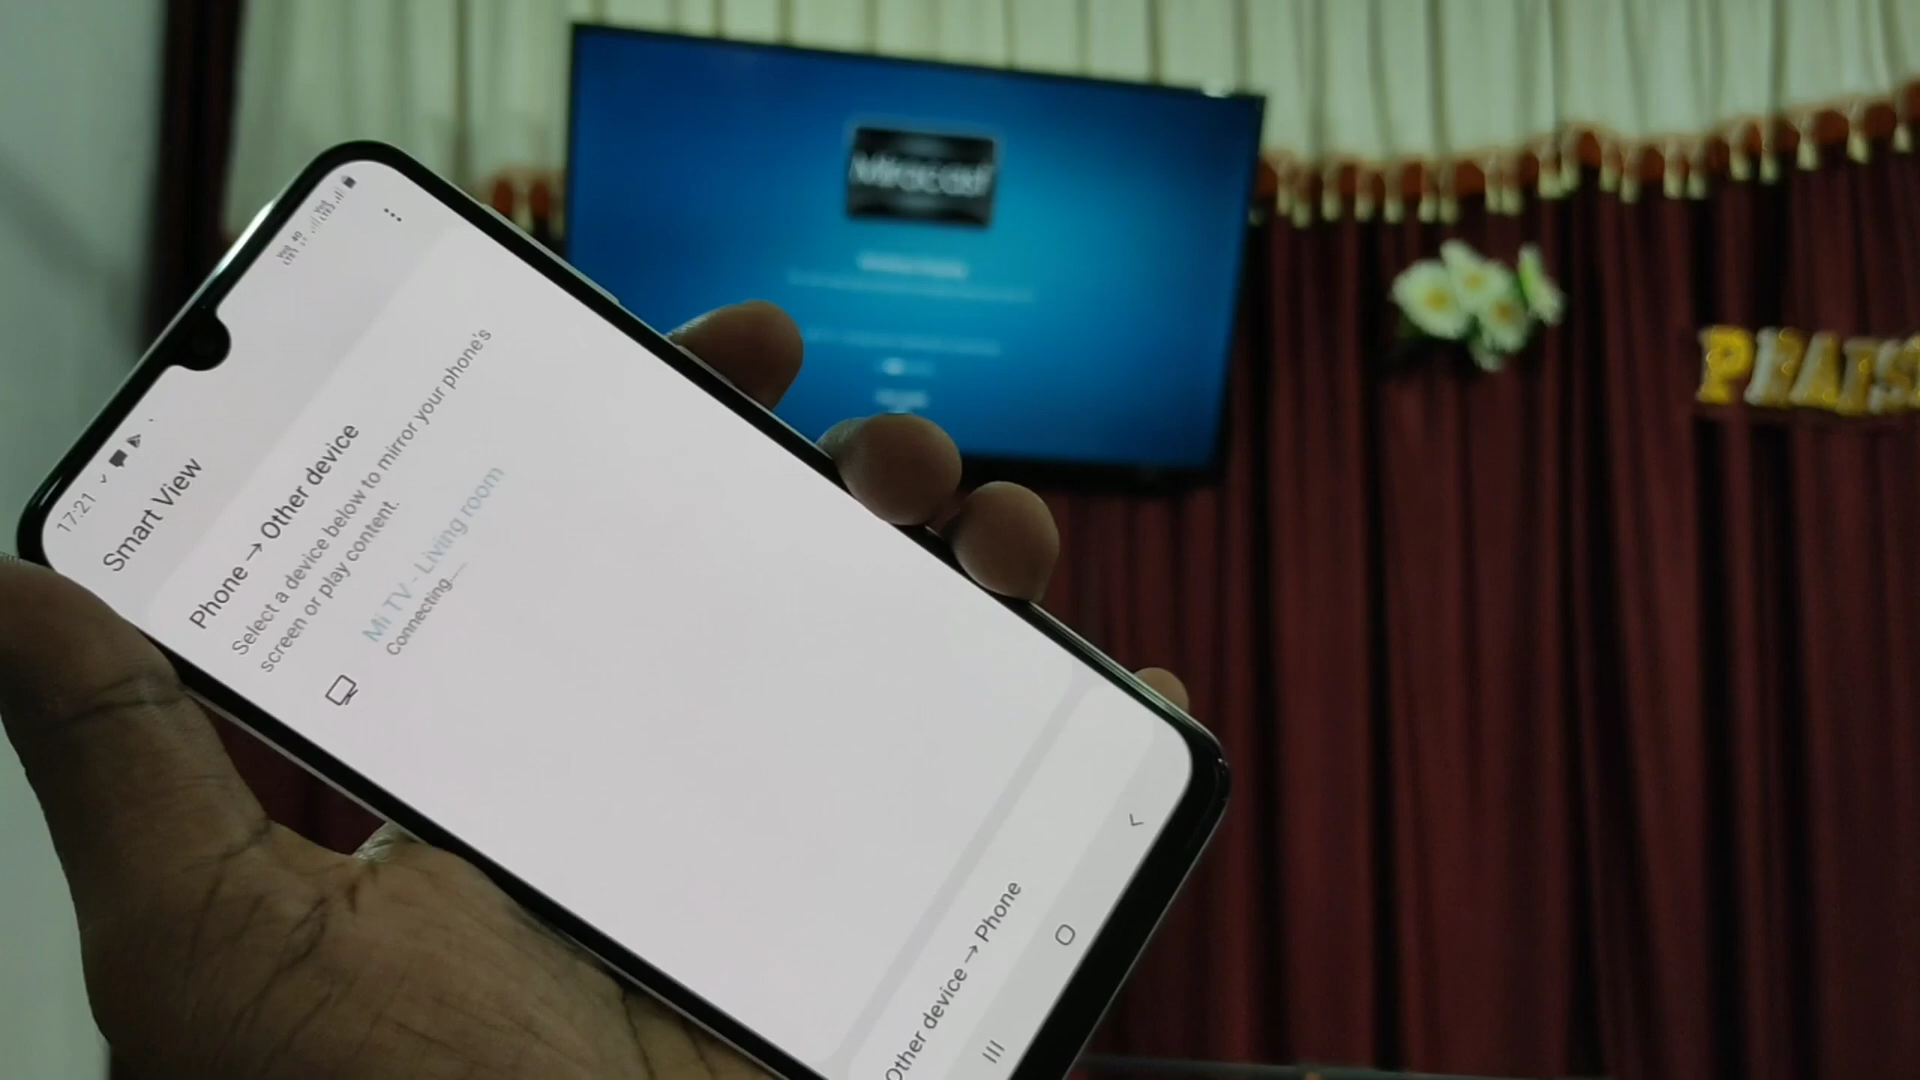 17:21
Smart View
Phone → Other device
Select a device below to mirror your phone's
screen or play content.
Mi TV - Living room
Connecting......
Other device → Phone
Miracast
PRAIS